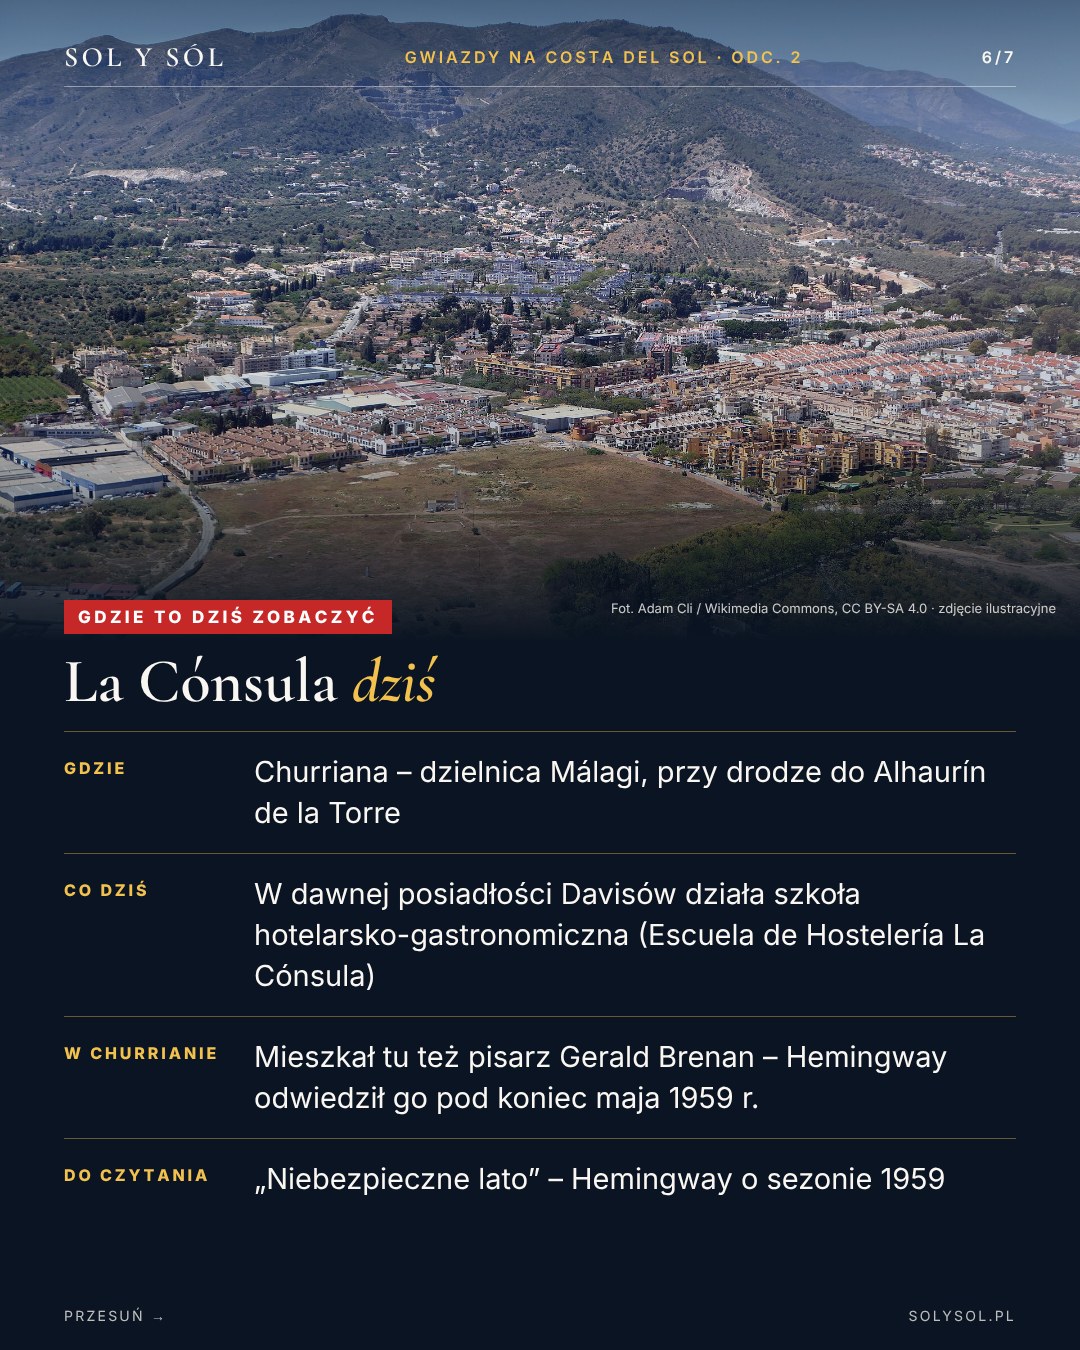 SOL Y SÓL
GWIAZDY NA COSTA DEL SOL · ODC. 2
6/7
GDZIE TO DZIŚ ZOBACZYĆ
Fot. Adam Cli / Wikimedia Commons, CC BY-SA 4.0 · zdjęcie ilustracyjne
La Cónsula dziś
GDZIE
Churriana – dzielnica Málagi, przy drodze do Alhaurín
de la Torre
CO DZIŚ
W dawnej posiadłości Davisów działa szkoła
hotelarsko-gastronomiczna (Escuela de Hostelería La
Cónsula)
W CHURRIANIE
Mieszkał tu też pisarz Gerald Brenan – Hemingway
odwiedził go pod koniec maja 1959 r.
DO CZYTANIA
„Niebezpieczne lato” – Hemingway o sezonie 1959
PRZESUŃ →
SOLYSOL.PL